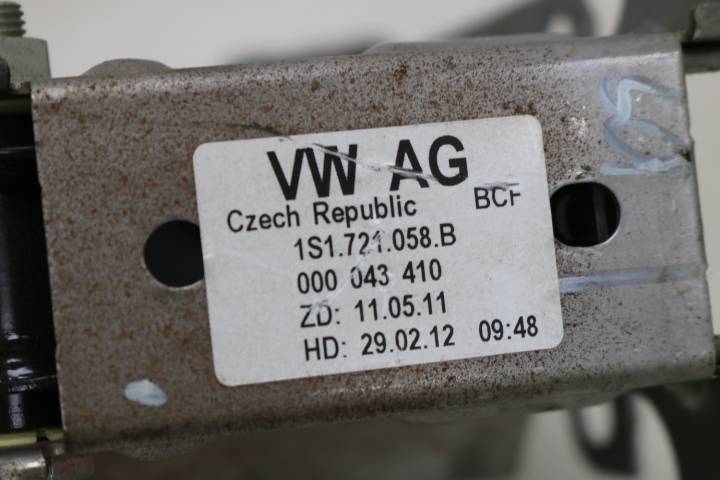 VW AG
Czech Republic BCF
1S1.721.058.B
000 043 410
ZD: 11.05.11
HD: 29.02.12 09:48